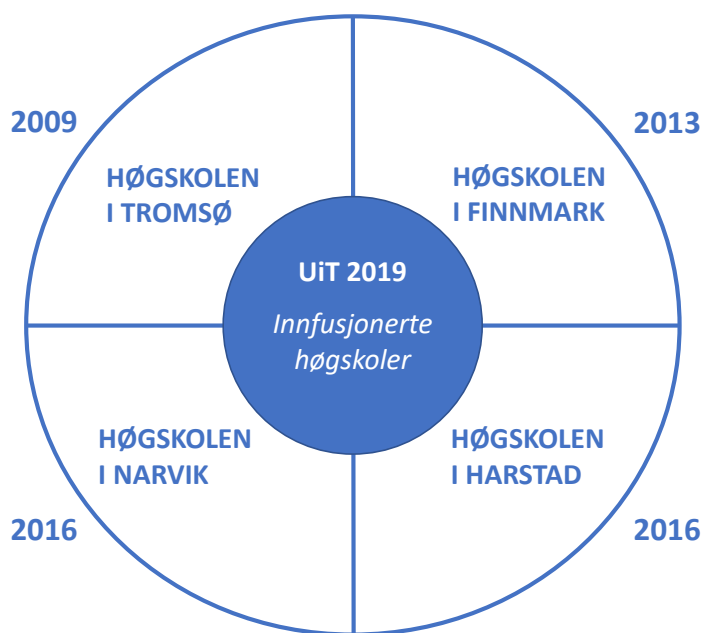 2009
2013
HØGSKOLEN
I TROMSØ
HØGSKOLEN
I FINNMARK
UiT 2019
Innfusjonerte
høgskoler
HØGSKOLEN
I NARVIK
HØGSKOLEN
I HARSTAD
2016
2016